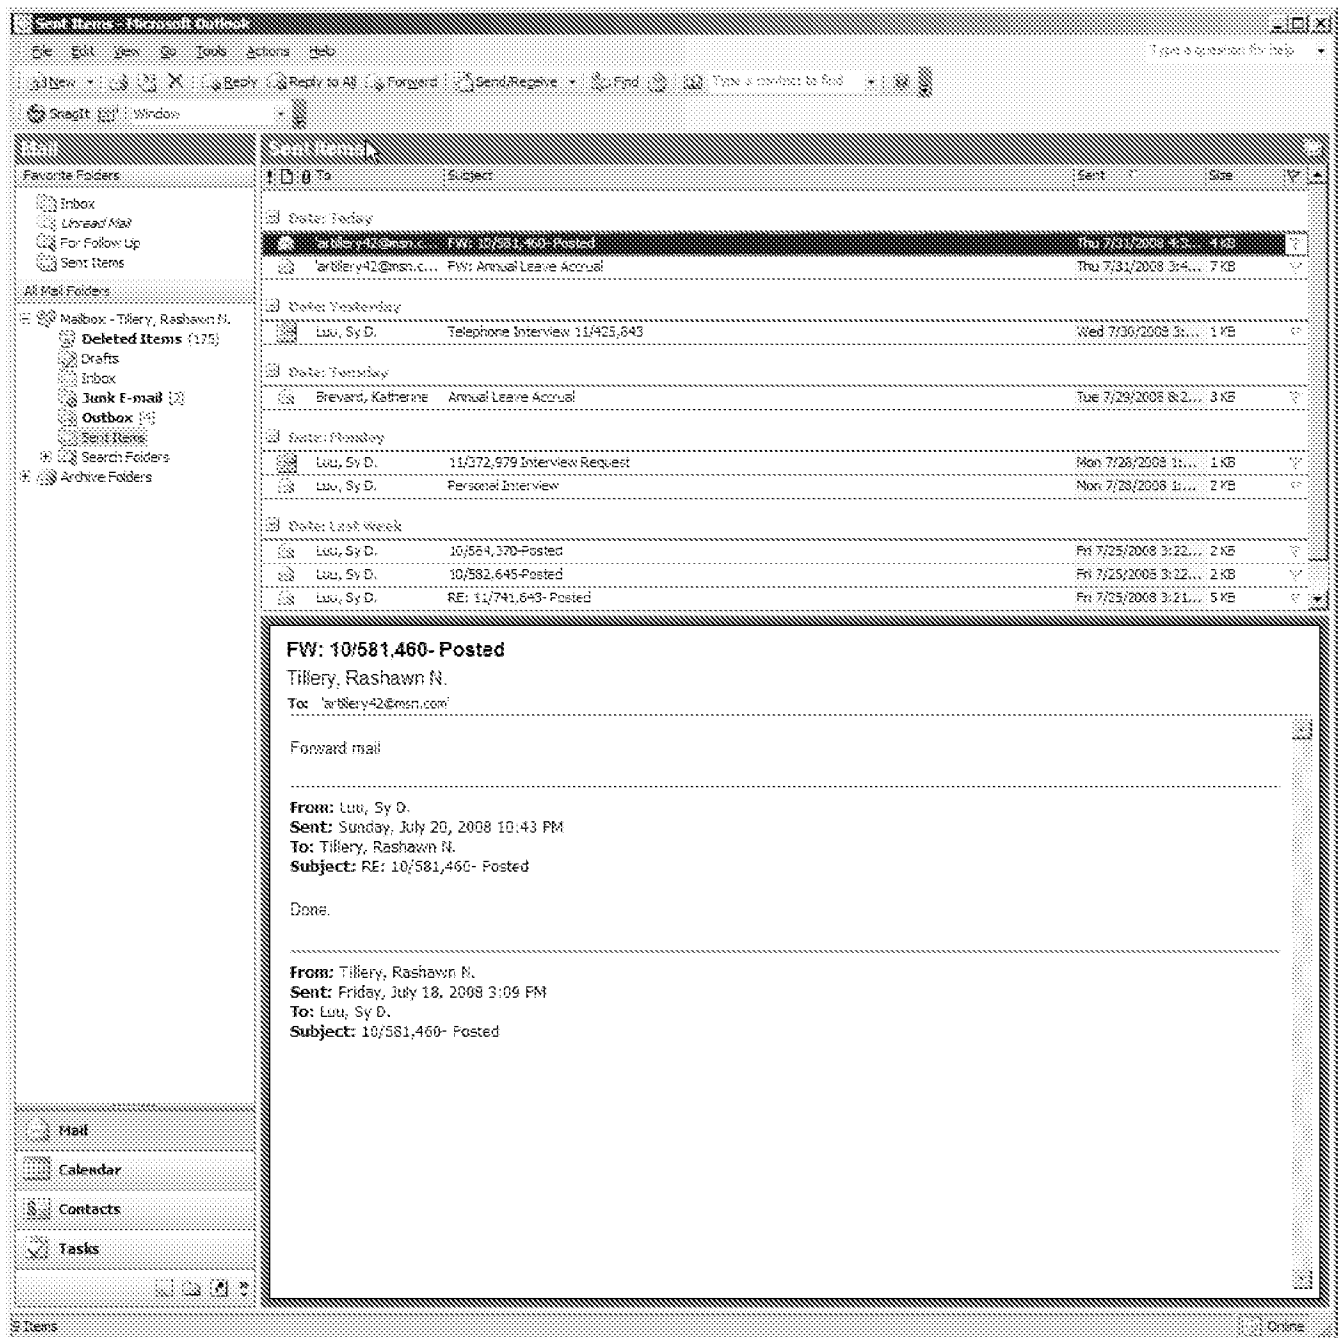 Sent Items - Microsoft Outlook
File Edit View Go Tools Actions Help Type a question for help
New Reply Reply to All Forward Send/Receive Find Type a contact to find
SnagIt Window
Mail
Favorite Folders
Inbox
Unread Mail
For Follow Up
Sent Items
All Mail Folders
Mailbox - Tillery, Rashawn N.
Deleted Items (175)
Drafts
Inbox
Junk E-mail [2]
Outbox [4]
Sent Items
Search Folders
Archive Folders
Mail
Calendar
Contacts
Tasks
Sent Items
To Subject Sent Size
Date: Today
'artillery42@msn.c... FW: 10/581,460- Posted Thu 7/31/2008 4:3... 4 KB
'artillery42@msn.c... FW: Annual Leave Accrual Thu 7/31/2008 3:4... 7 KB
Date: Yesterday
Luu, Sy D. Telephone Interview 11/425,643 Wed 7/30/2008 3:... 1 KB
Date: Tuesday
Brevard, Katherine Annual Leave Accrual Tue 7/29/2008 8:2... 3 KB
Date: Monday
Luu, Sy D. 11/372,979 Interview Request Mon 7/28/2008 1:... 1 KB
Luu, Sy D. Personal Interview Mon 7/28/2008 1:... 2 KB
Date: Last Week
Luu, Sy D. 10/564,370-Posted Fri 7/25/2008 3:22... 2 KB
Luu, Sy D. 10/582,645-Posted Fri 7/25/2008 3:22... 2 KB
Luu, Sy D. RE: 11/741,643- Posted Fri 7/25/2008 3:21... 5 KB
FW: 10/581,460- Posted
Tillery, Rashawn N.
To: 'artillery42@msn.com'
Forward mail
From: Luu, Sy D.
Sent: Sunday, July 20, 2008 10:43 PM
To: Tillery, Rashawn N.
Subject: RE: 10/581,460- Posted
Done.
From: Tillery, Rashawn N.
Sent: Friday, July 18, 2008 3:09 PM
To: Luu, Sy D.
Subject: 10/581,460- Posted
9 Items Online